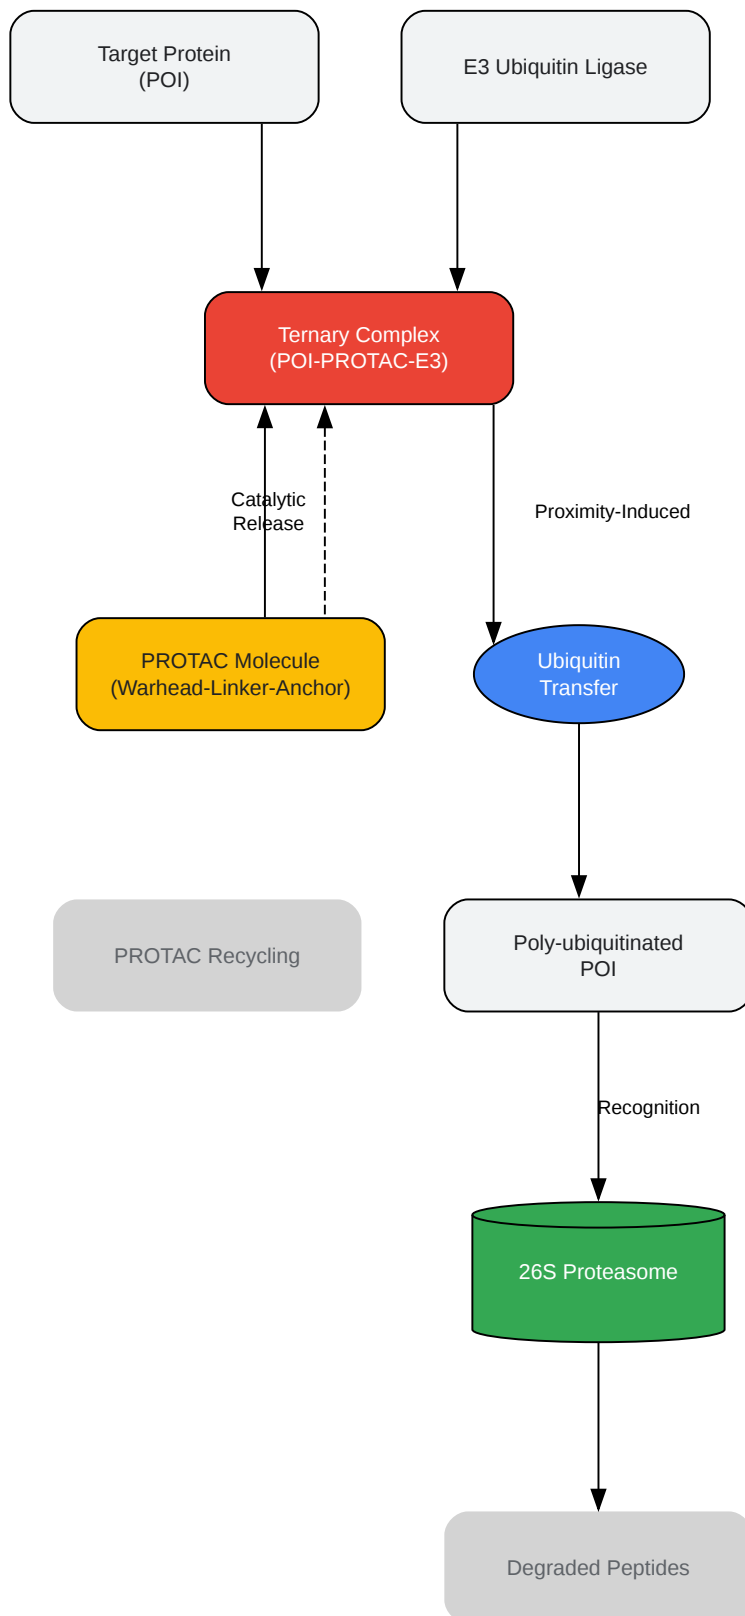 Target Protein
(POI)
E3 Ubiquitin Ligase
Ternary Complex
(POI-PROTAC-E3)
Catalytic
Release
Proximity-Induced
PROTAC Molecule
(Warhead-Linker-Anchor)
Ubiquitin
Transfer
PROTAC Recycling
Poly-ubiquitinated
POI
Recognition
26S Proteasome
Degraded Peptides